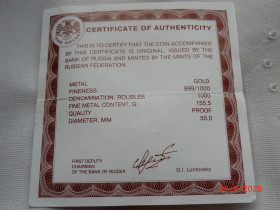 CERTIFICATE OF AUTHENTICITY
THIS IS TO CERTIFY THAT THE COIN ACCOMPANIED
BY THIS CERTIFICATE IS ORIGINAL, ISSUED BY THE
BANK OF RUSSIA AND MINTED BY THE MINTS OF THE
RUSSIAN FEDERATION.
METAL GOLD
FINENESS 999/1000
DENOMINATION, ROUBLES 1000
FINE METAL CONTENT, G 155.5
QUALITY PROOF
DIAMETER, MM 50.0
FIRST DEPUTY
CHAIRMAN
OF THE BANK OF RUSSIA
G.I. Luntovsky